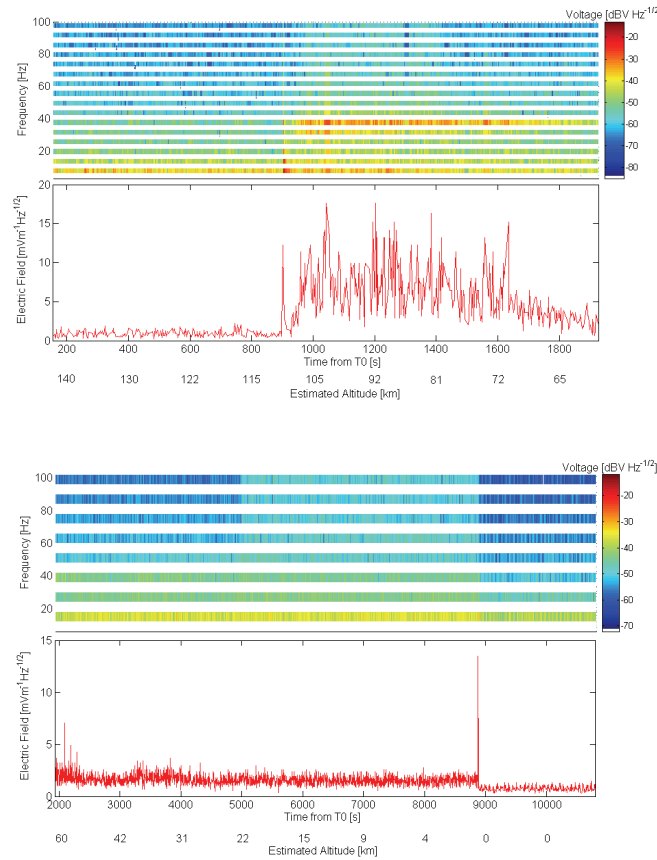 Voltage [dBV Hz-1/2]
100
80
60
40
20
Frequency [Hz]
-20
-30
-40
-50
-60
-70
-80
20
15
10
5
0
Electric Field [mVm-1Hz-1/2]
200 400 600 800 1000 1200 1400 1600 1800
Time from T0 [s]
140 130 122 115 105 92 81 72 65
Estimated Altitude [km]
Voltage [dBV Hz-1/2]
100
80
60
40
20
Frequency [Hz]
-20
-30
-40
-50
-60
-70
15
10
5
0
Electric Field [mVm-1Hz-1/2]
2000 3000 4000 5000 6000 7000 8000 9000 10000
Time from T0 [s]
60 42 31 22 15 9 4 0 0
Estimated Altitude [km]